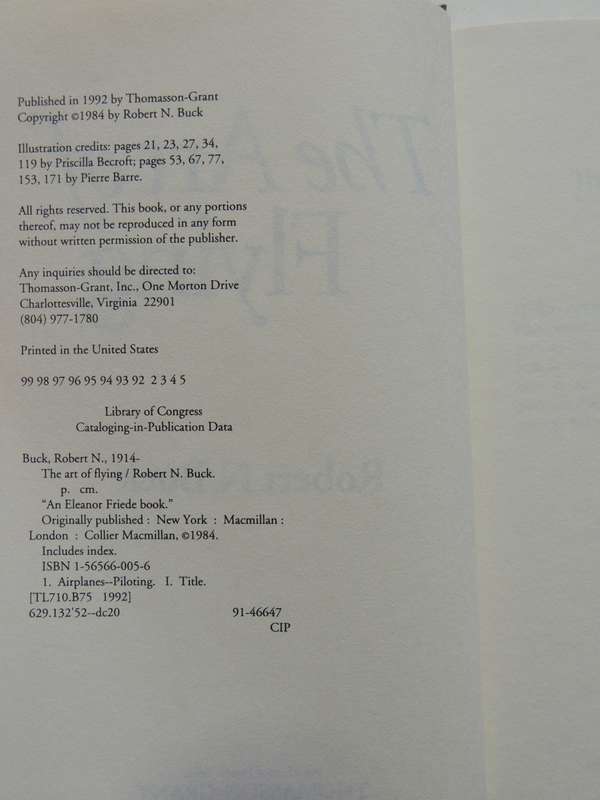 Published in 1992 by Thomasson-Grant
Copyright ©1984 by Robert N. Buck
Illustration credits: pages 21, 23, 27, 34,
119 by Priscilla Becroft; pages 53, 67, 77,
153, 171 by Pierre Barre.
All rights reserved. This book, or any portions
thereof, may not be reproduced in any form
without written permission of the publisher.
Any inquiries should be directed to:
Thomasson-Grant, Inc., One Morton Drive
Charlottesville, Virginia 22901
(804) 977-1780
Printed in the United States
99 98 97 96 95 94 93 92 2 3 4 5
Library of Congress
Cataloging-in-Publication Data
Buck, Robert N., 1914-
The art of flying / Robert N. Buck.
p. cm.
"An Eleanor Friede book."
Originally published : New York : Macmillan :
London : Collier Macmillan, ©1984.
Includes index.
ISBN 1-56566-005-6
1. Airplanes--Piloting. I. Title.
[TL710.B75 1992]
629.132'52--dc20 91-46647
CIP